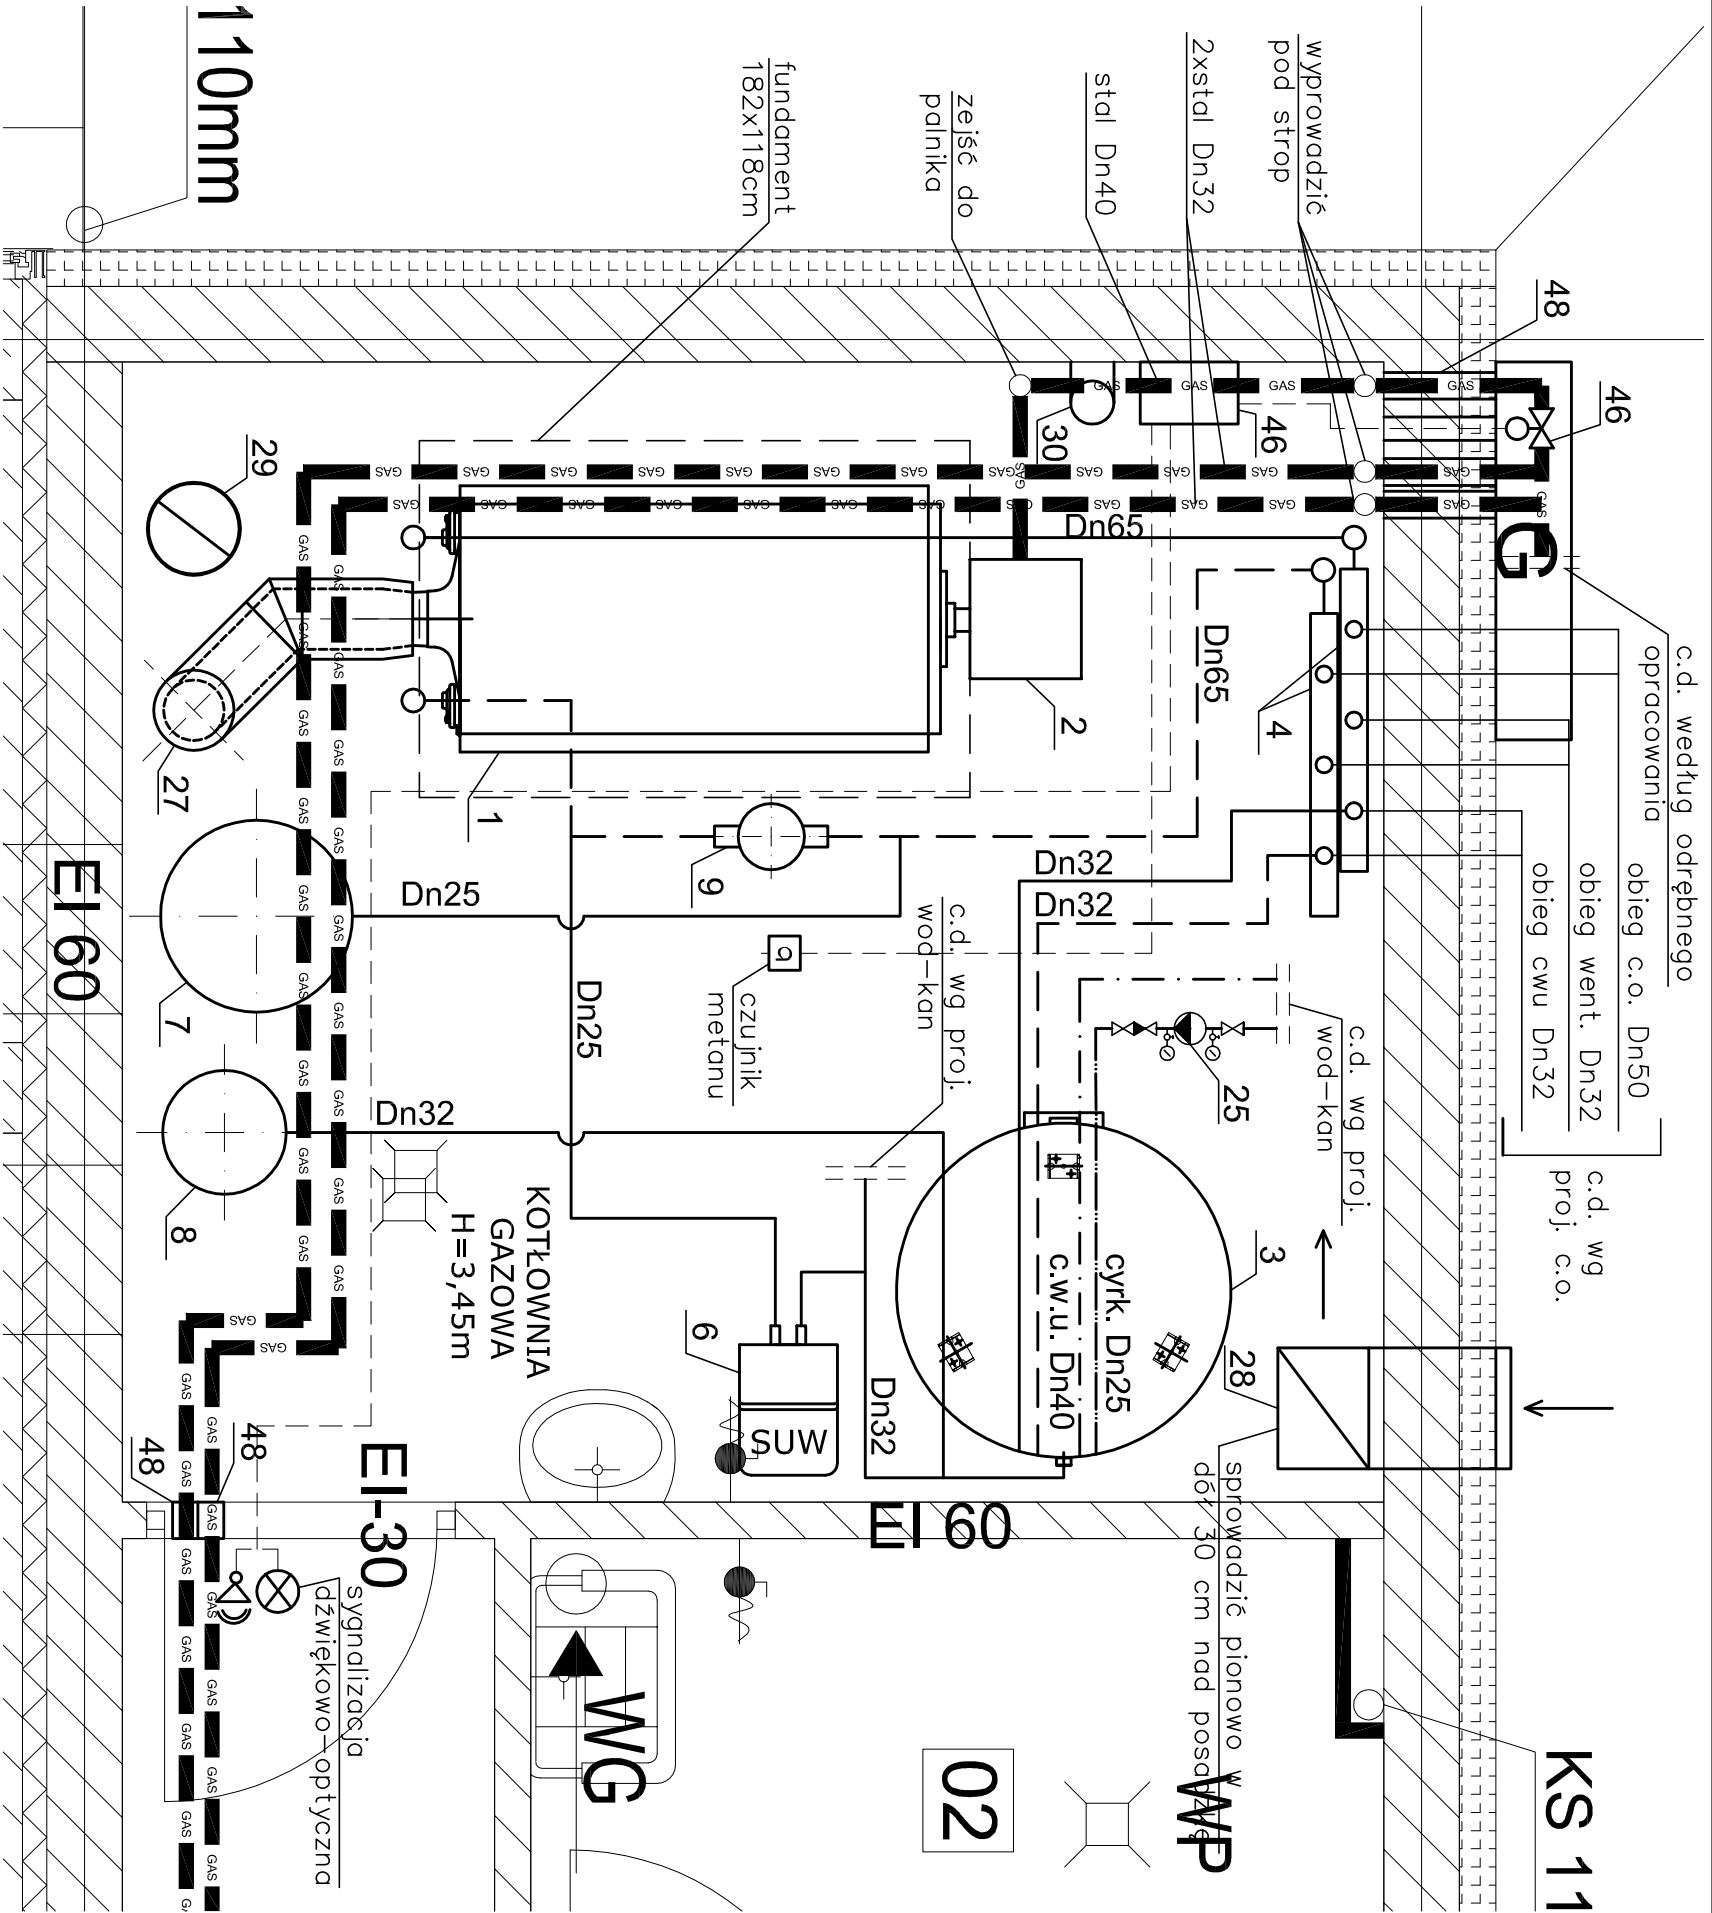 110mm
fundament
182x118cm
zejść do
palnika
stal Dn40
2xstal Dn32
wyprowadzić
pod strop
48
46
46
30
29
G
GAS
Dn65
Dn65
c.d. według odrębnego
opracowania
obieg c.o. Dn50
obieg went. Dn32
obieg cwu Dn32
c.d. wg
proj. c.o.
4
2
1
27
9
Dn32
Dn32
Dn25
EI 60
7
Dn25
czujnik
metanu
c.d. wg proj.
wod-kan
c.d. wg proj.
wod-kan
25
Dn32
8
KOTŁOWNIA
GAZOWA
H=3,45m
3
cyrk. Dn25
c.w.u. Dn40
28
6
SUW
Dn32
48
48
EI-30
EI 60
sprowadzić pionowo w
30 cm nad
sygnalizacja
dźwiękowo-optyczna
WG
02
WP
KS 11